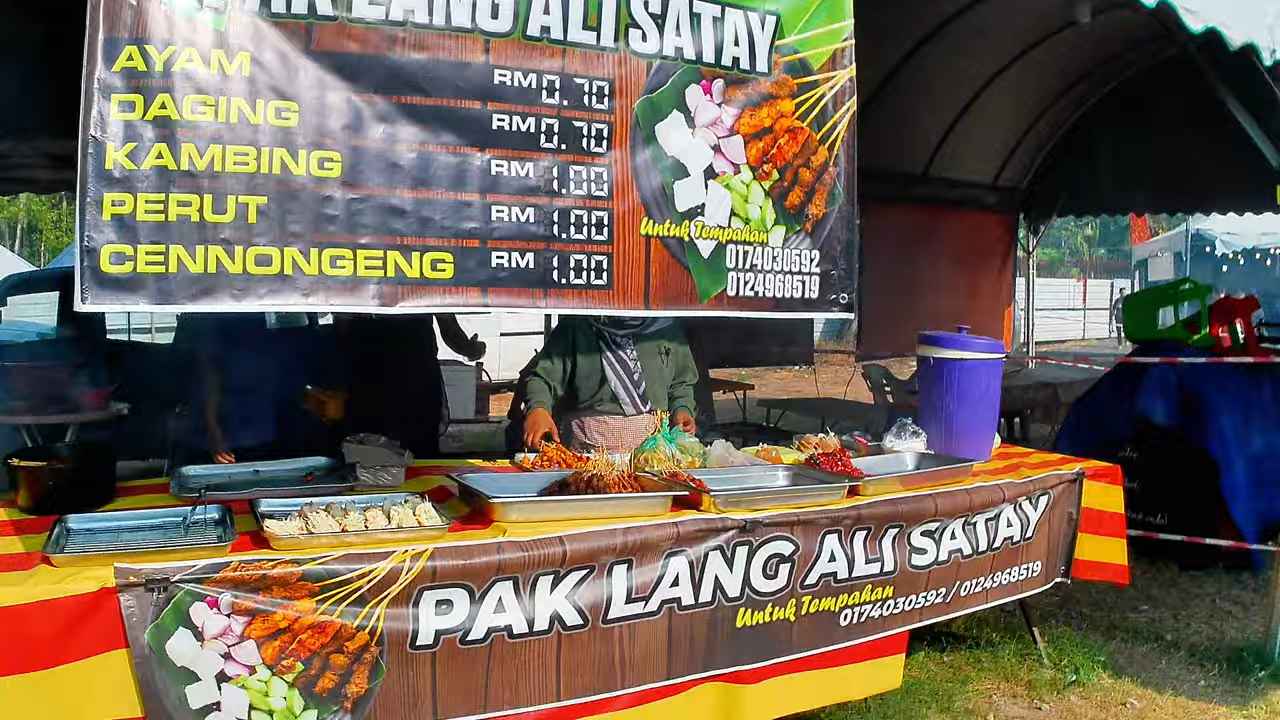 PAK LANG ALI SATAY
AYAM RM 0.70
DAGING RM 0.70
KAMBING RM 1.00
PERUT RM 1.00
CENNONGENG RM 1.00
Untuk Tempahan
0174030592
0124968519
PAK LANG ALI SATAY
Untuk Tempahan
0174030592 / 0124968519